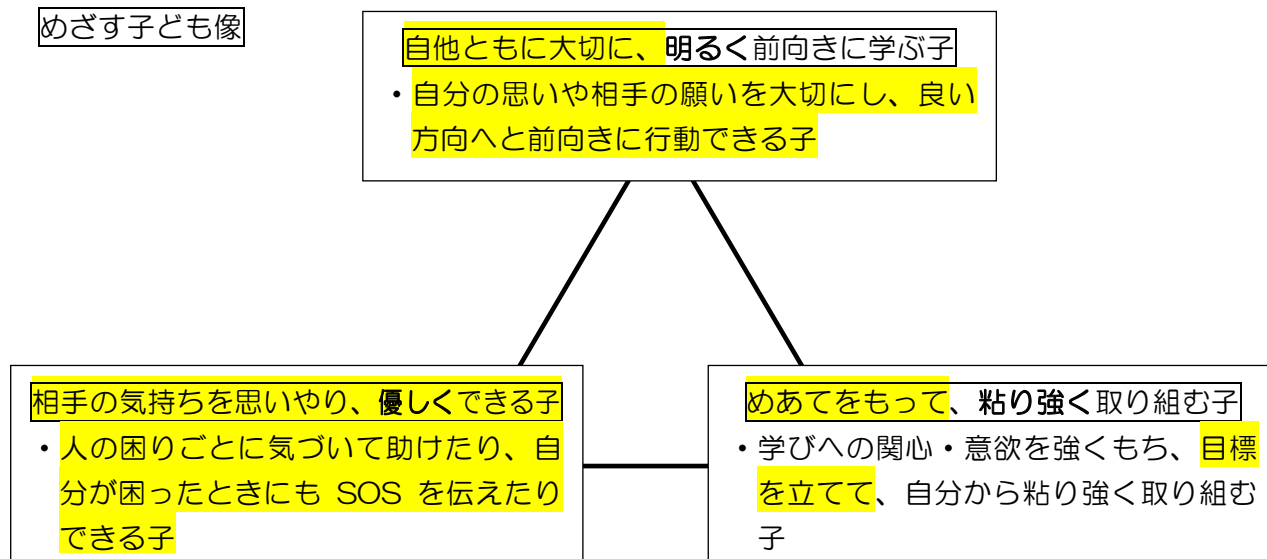 めざす子ども像
自他ともに大切に、明るく前向きに学ぶ子
・自分の思いや相手の願いを大切にし、良い
方向へと前向きに行動できる子
相手の気持ちを思いやり、優しくできる子
・人の困りごとに気づいて助けたり、自
分が困ったときにも SOS を伝えたり
できる子
めあてをもって、粘り強く取り組む子
・学びへの関心・意欲を強くもち、目標
を立てて、自分から粘り強く取り組む
子